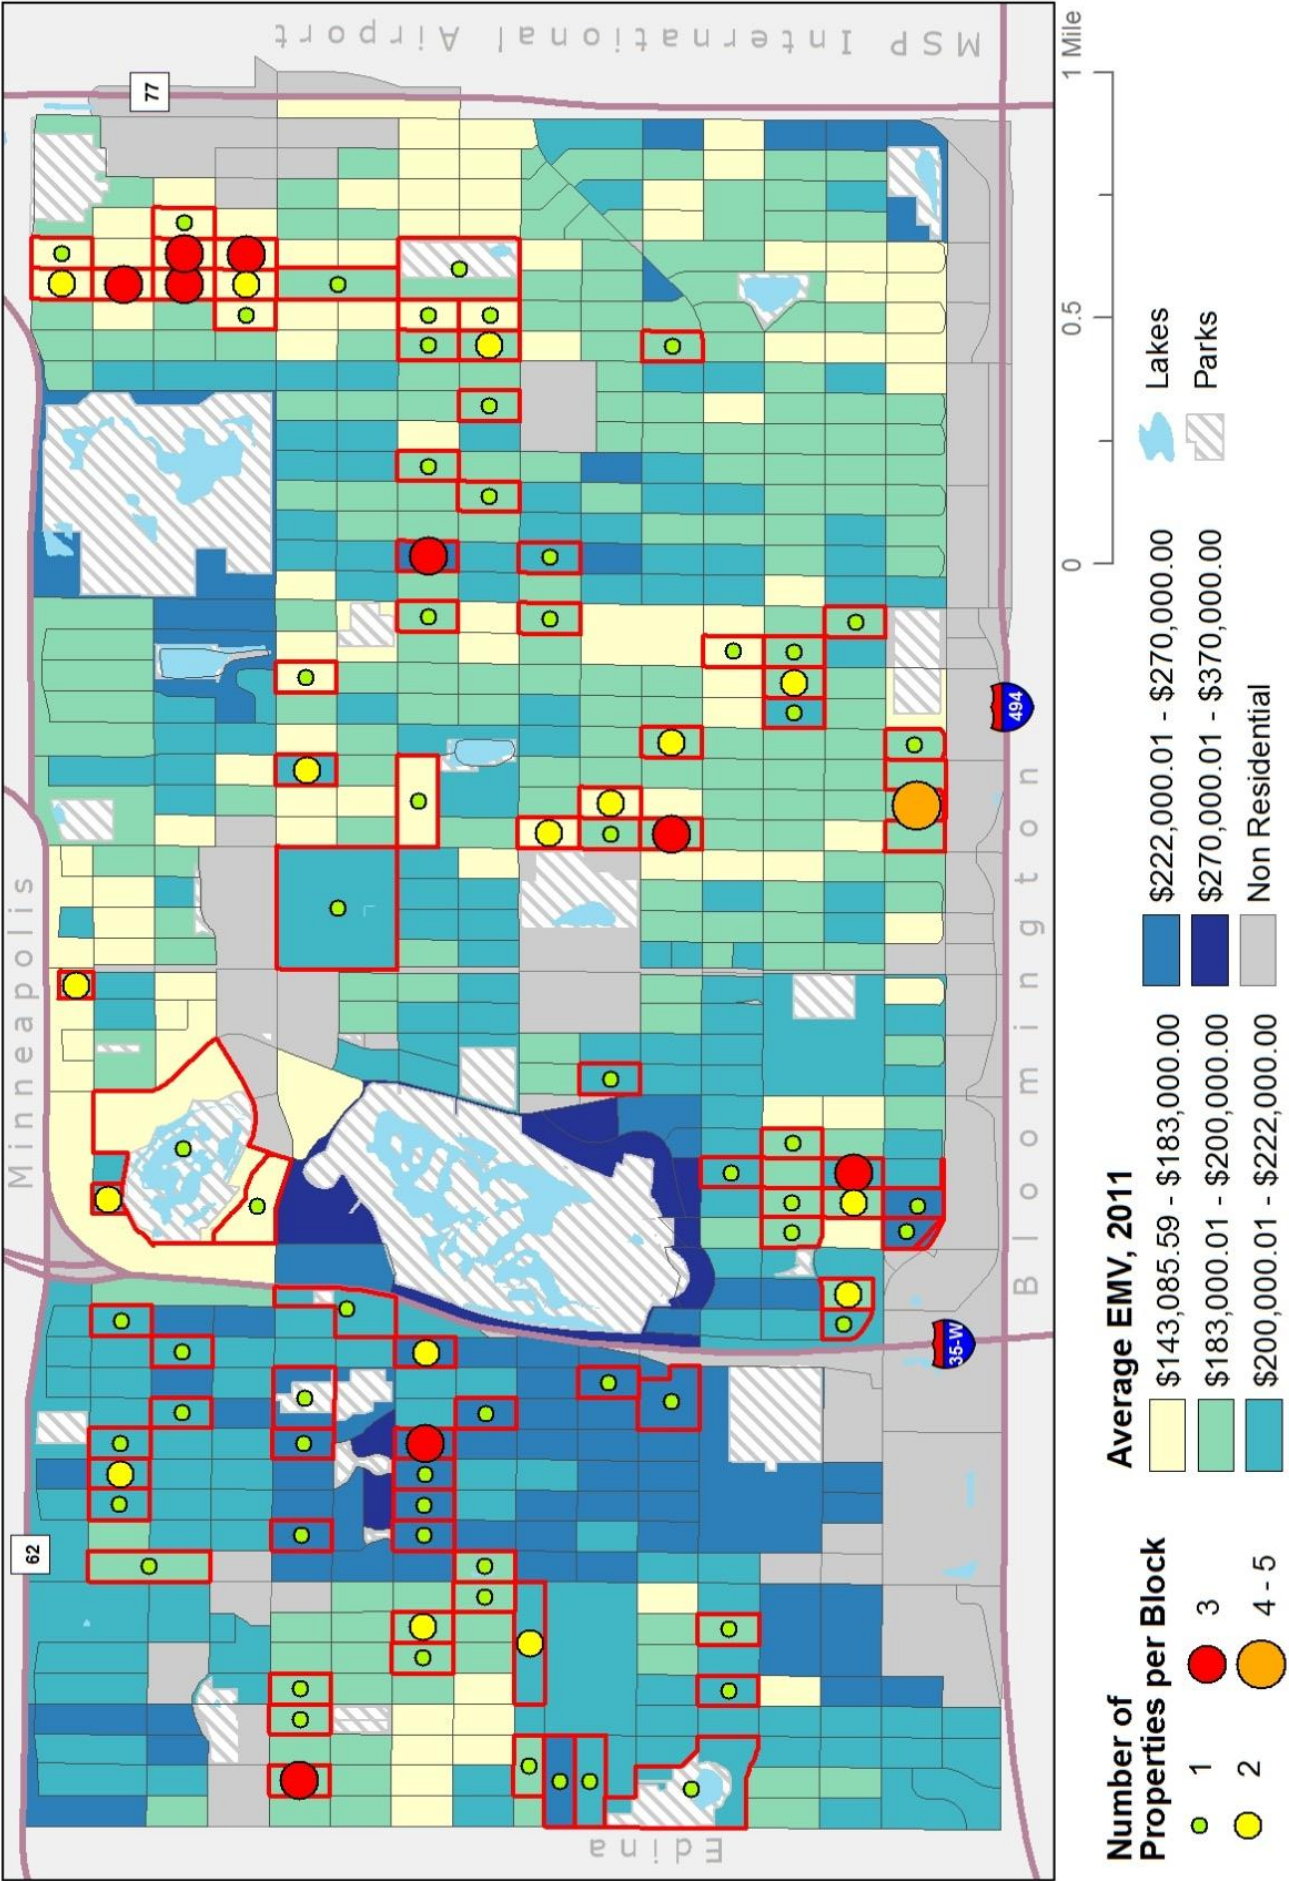 Minneapolis
MSP International Airport
Edina
Bloomington
62
77
35-W
494
Number of
Properties per Block
1
2
3
4 - 5
Average EMV, 2011
$143,085.59 - $183,000.00
$183,000.01 - $200,000.00
$200,000.01 - $222,000.00
$222,000.01 - $270,000.00
$270,000.01 - $370,000.00
Non Residential
Lakes
Parks
0
0.5
1 Mile